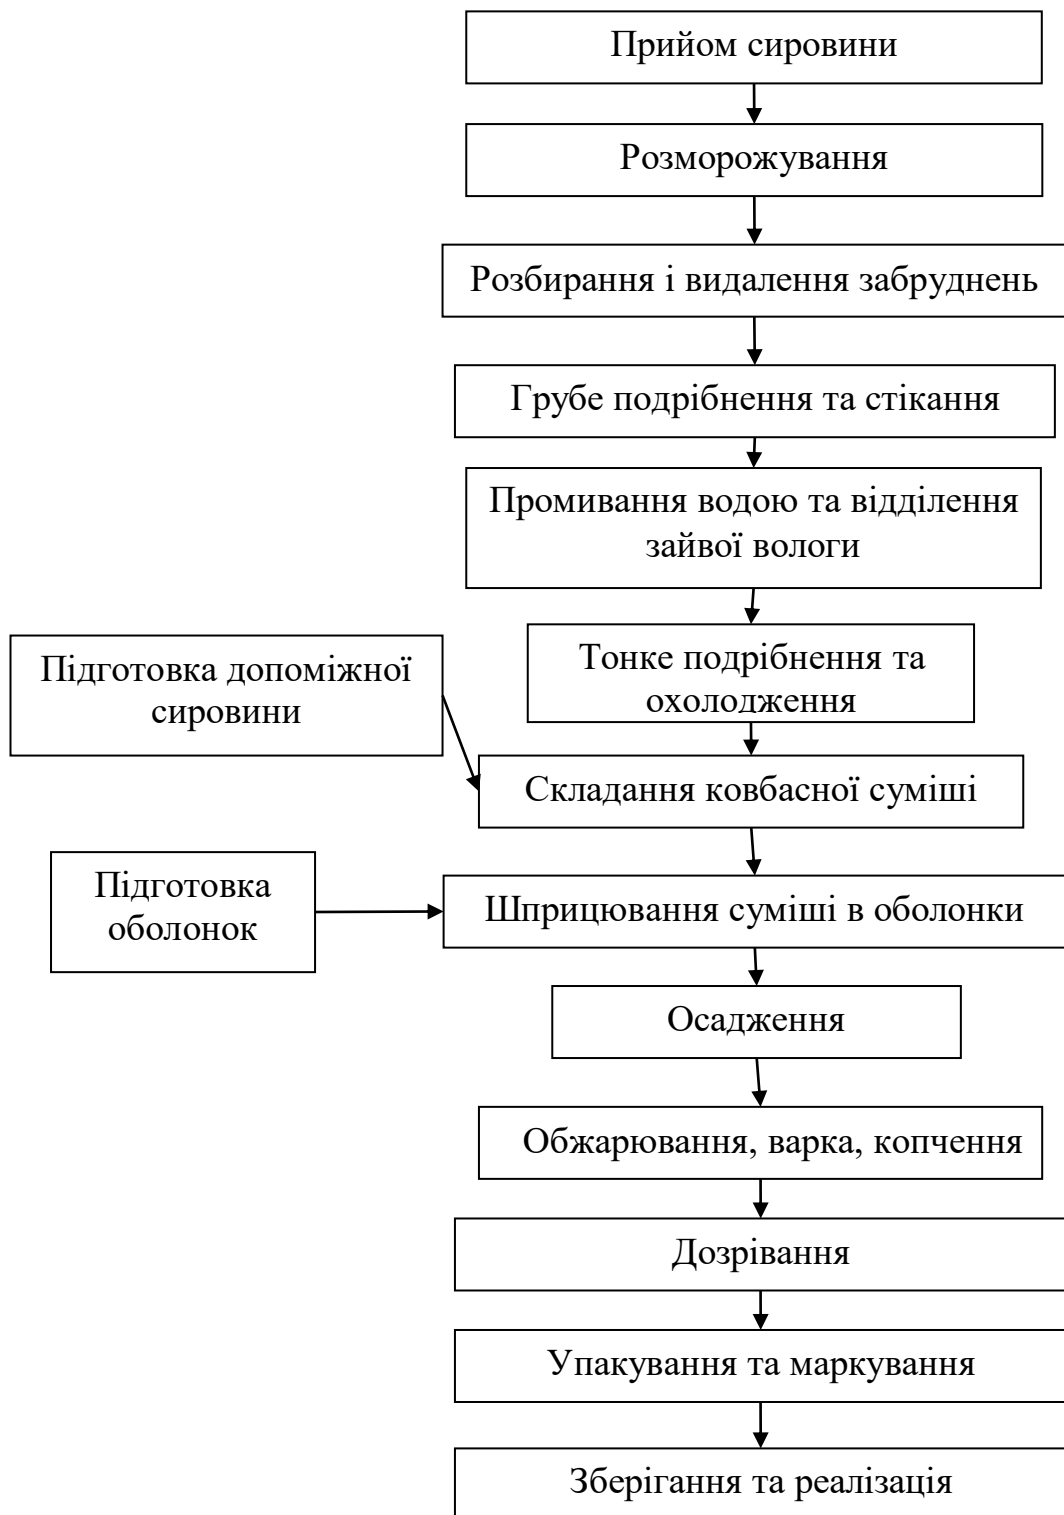 Прийом сировини
Розморожування
Розбирання і видалення забруднень
Грубе подрібнення та стікання
Промивання водою та відділення
зайвої вологи
Тонке подрібнення та
охолодження
Підготовка допоміжної
сировини
Складання ковбасної суміші
Підготовка
оболонок
Шприцювання суміші в оболонки
Осадження
Обжарювання, варка, копчення
Дозрівання
Упакування та маркування
Зберігання та реалізація